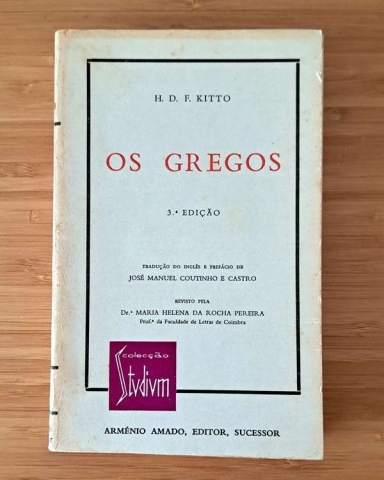 H. D. F. KITTO
OS GREGOS
3.ª EDIÇÃO
TRADUÇÃO DO INGLÊS E PREFÁCIO DE
JOSÉ MANUEL COUTINHO E CASTRO
REVISTO PELA
Dr.ª MARIA HELENA DA ROCHA PEREIRA
Prof.ª da Faculdade de Letras de Coimbra
colecção
Stvdivm
ARMÉNIO AMADO, EDITOR, SUCESSOR